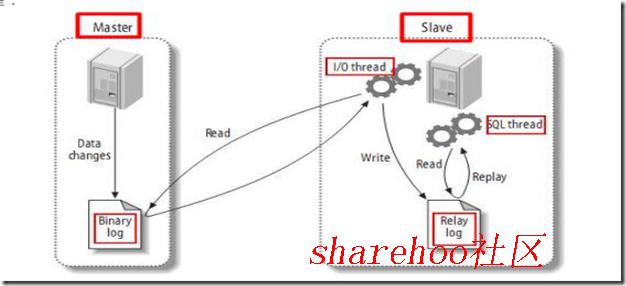 Master
Slave
I/O thread
SQL thread
Data
changes
Read
Write
Read
Replay
Binary
log
Relay
log
sharehoo社区